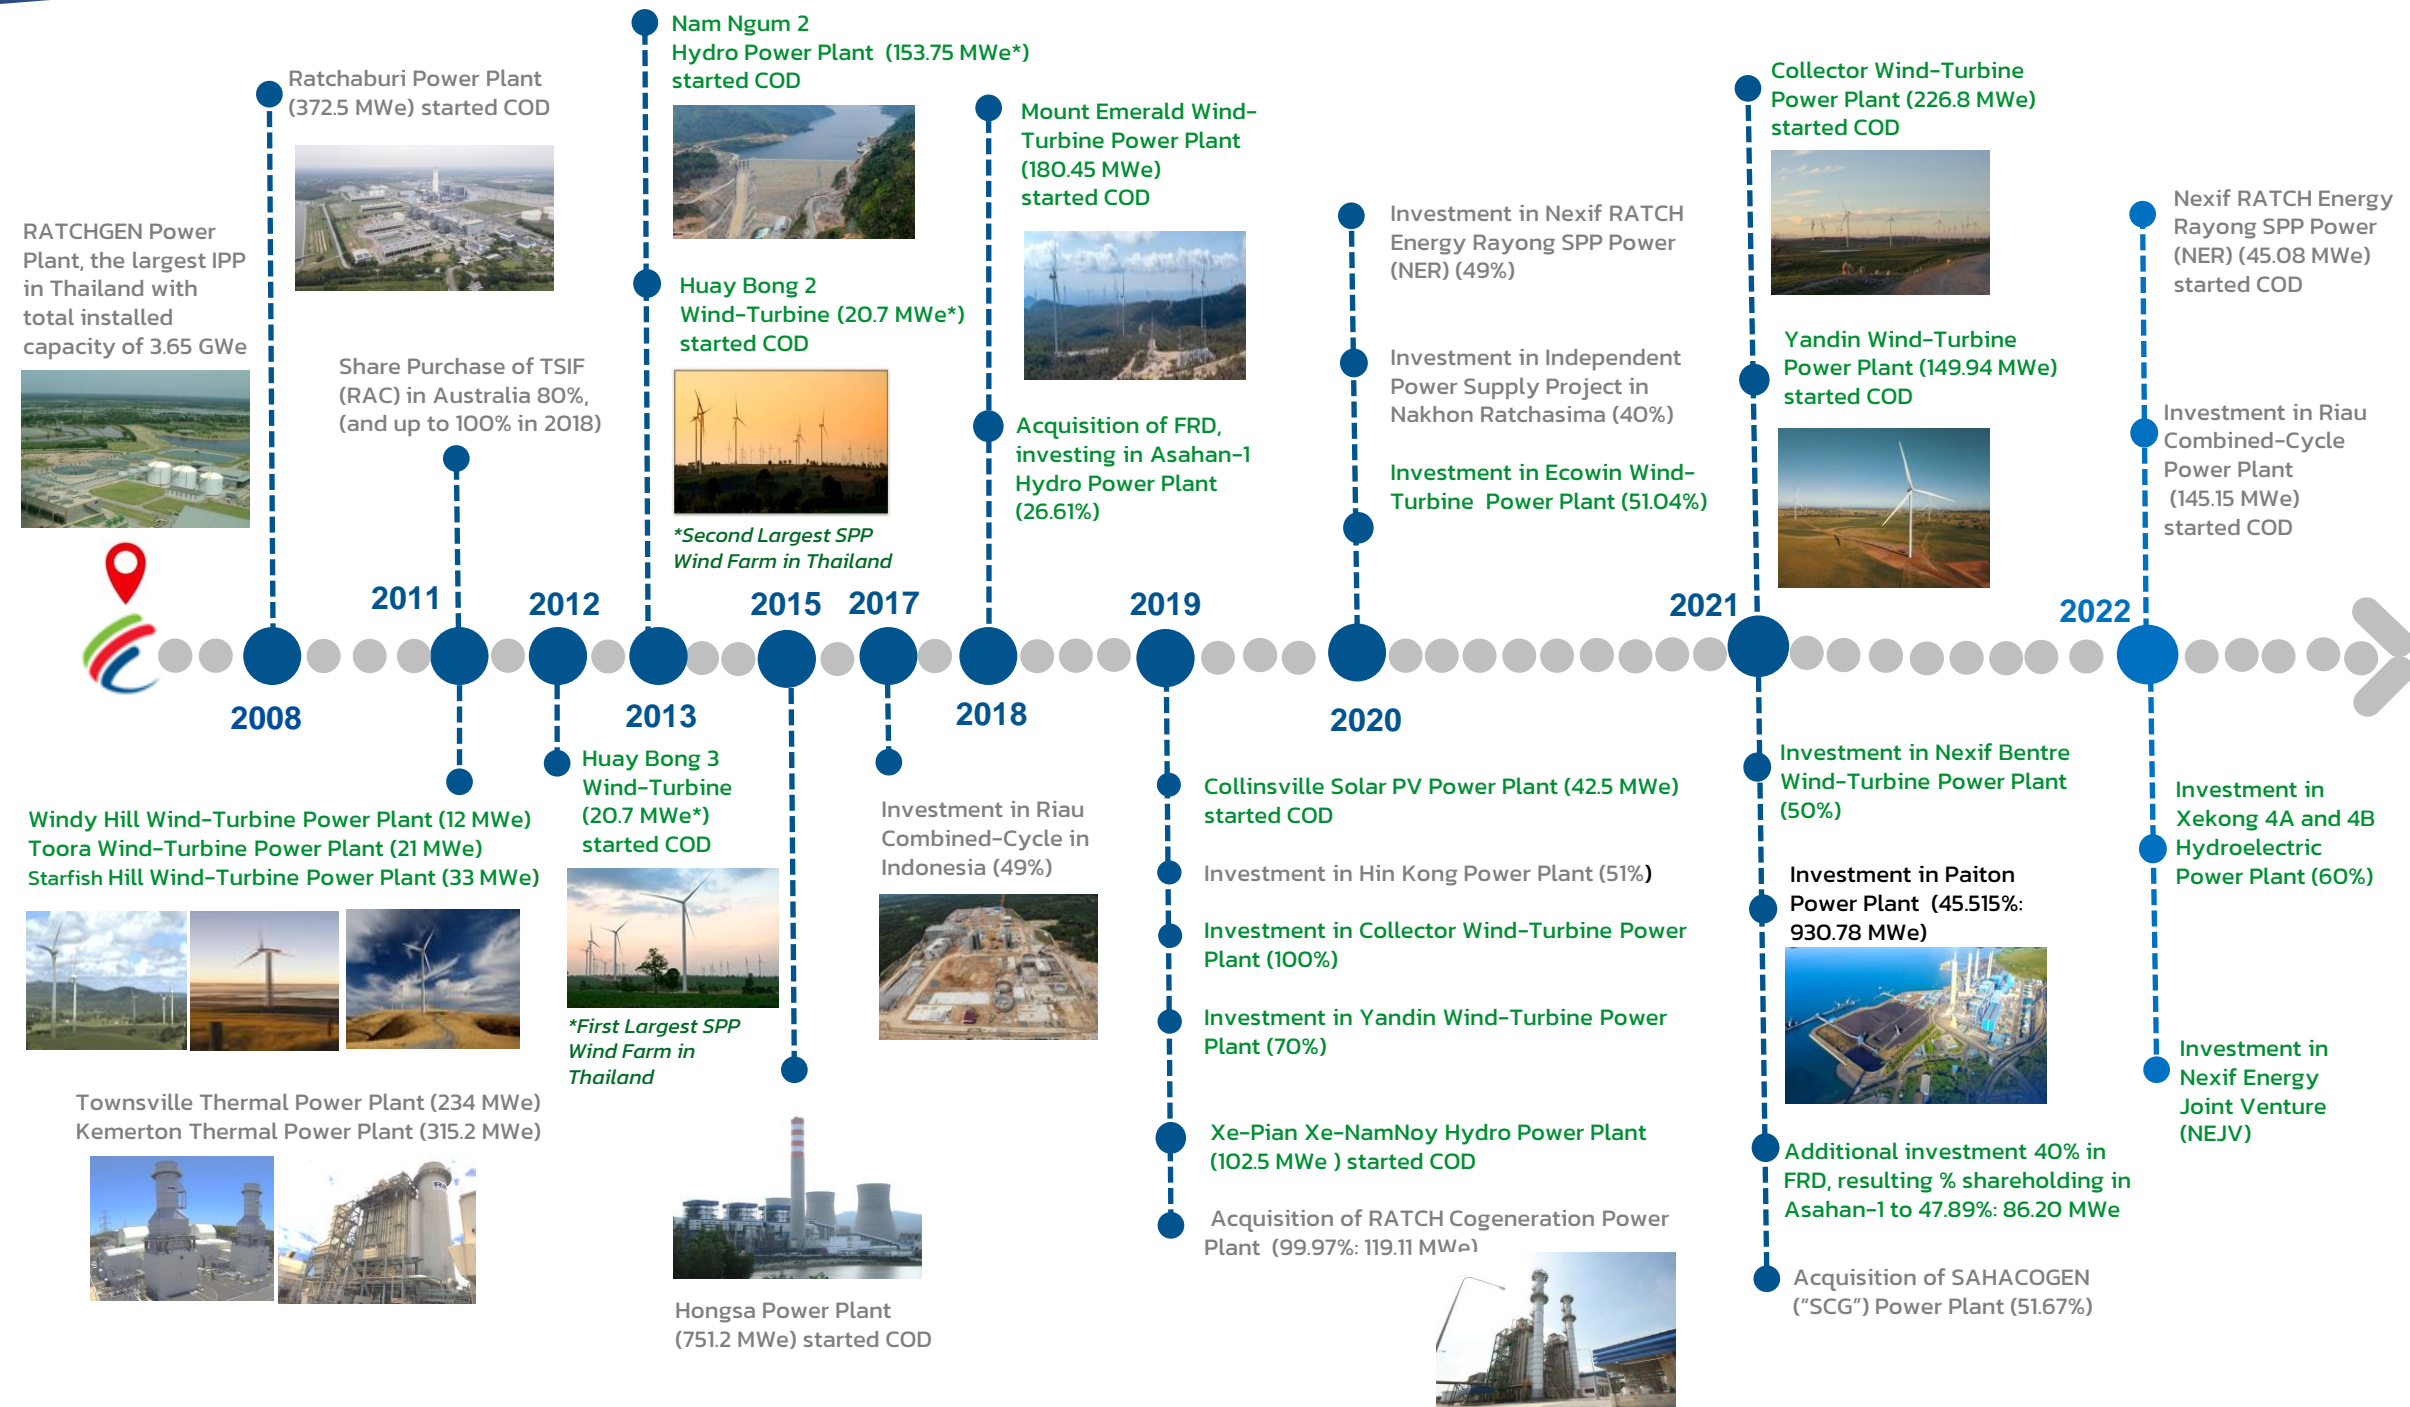 RATCHGEN Power
Plant, the largest IPP
in Thailand with
total installed
capacity of 3.65 GWe
Ratchaburi Power Plant
(372.5 MWe) started COD
2008
Share Purchase of TSIF
(RAC) in Australia 80%,
(and up to 100% in 2018)
2011
Windy Hill Wind-Turbine Power Plant (12 MWe)
Toora Wind-Turbine Power Plant (21 MWe)
Starfish Hill Wind-Turbine Power Plant (33 MWe)
Townsville Thermal Power Plant (234 MWe)
Kemerton Thermal Power Plant (315.2 MWe)
2012
Huay Bong 3
Wind-Turbine
(20.7 MWe*)
started COD
*First Largest SPP
Wind Farm in
Thailand
Nam Ngum 2
Hydro Power Plant (153.75 MWe*)
started COD
Huay Bong 2
Wind-Turbine (20.7 MWe*)
started COD
*Second Largest SPP
Wind Farm in Thailand
2013
2015
Hongsa Power Plant
(751.2 MWe) started COD
2017
Investment in Riau
Combined-Cycle in
Indonesia (49%)
Mount Emerald Wind-
Turbine Power Plant
(180.45 MWe)
started COD
Acquisition of FRD,
investing in Asahan-1
Hydro Power Plant
(26.61%)
2018
2019
Collinsville Solar PV Power Plant (42.5 MWe)
started COD
Investment in Hin Kong Power Plant (51%)
Investment in Collector Wind-Turbine Power
Plant (100%)
Investment in Yandin Wind-Turbine Power
Plant (70%)
Xe-Pian Xe-NamNoy Hydro Power Plant
(102.5 MWe ) started COD
Acquisition of RATCH Cogeneration Power
Plant (99.97%: 119.11 MWe)
Investment in Nexif RATCH
Energy Rayong SPP Power
(NER) (49%)
Investment in Independent
Power Supply Project in
Nakhon Ratchasima (40%)
Investment in Ecowin Wind-
Turbine Power Plant (51.04%)
2020
Collector Wind-Turbine
Power Plant (226.8 MWe)
started COD
Yandin Wind-Turbine
Power Plant (149.94 MWe)
started COD
2021
Investment in Nexif Bentre
Wind-Turbine Power Plant
(50%)
Investment in Paiton
Power Plant (45.515%:
930.78 MWe)
Additional investment 40% in
FRD, resulting % shareholding in
Asahan-1 to 47.89%: 86.20 MWe
Acquisition of SAHACOGEN
(“SCG”) Power Plant (51.67%)
Nexif RATCH Energy
Rayong SPP Power
(NER) (45.08 MWe)
started COD
Investment in Riau
Combined-Cycle
Power Plant
(145.15 MWe)
started COD
2022
Investment in
Xekong 4A and 4B
Hydroelectric
Power Plant (60%)
Investment in
Nexif Energy
Joint Venture
(NEJV)